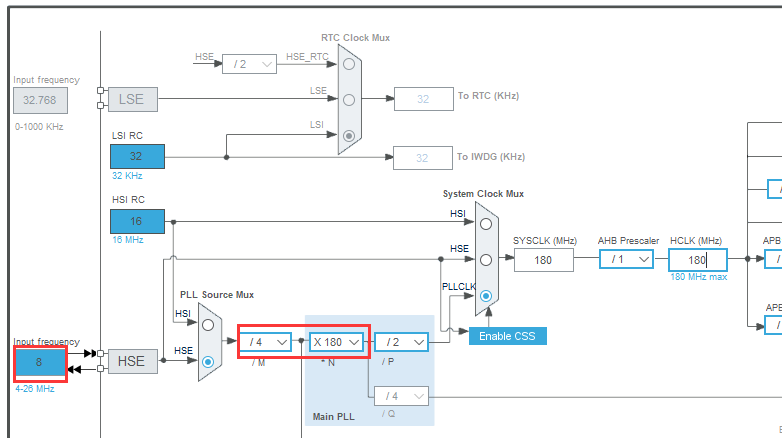 RTC Clock Mux
HSE
/ 2
HSE_RTC
Input frequency
32.768
0-1000 KHz
LSE
LSE
32
To RTC (KHz)
LSI
LSI RC
32
32 KHz
32
To IWDG (KHz)
HSI RC
16
16 MHz
System Clock Mux
HSI
HSE
PLLCLK
SYSCLK (MHz)
180
AHB Prescaler
/ 1
HCLK (MHz)
180
180 MHz max
APB
/
APB
/
Enable CSS
PLL Source Mux
HSI
HSE
Input frequency
8
4-26 MHz
HSE
/ 4
/ M
X 180
* N
/ 2
/ P
/ 4
/ Q
Main PLL